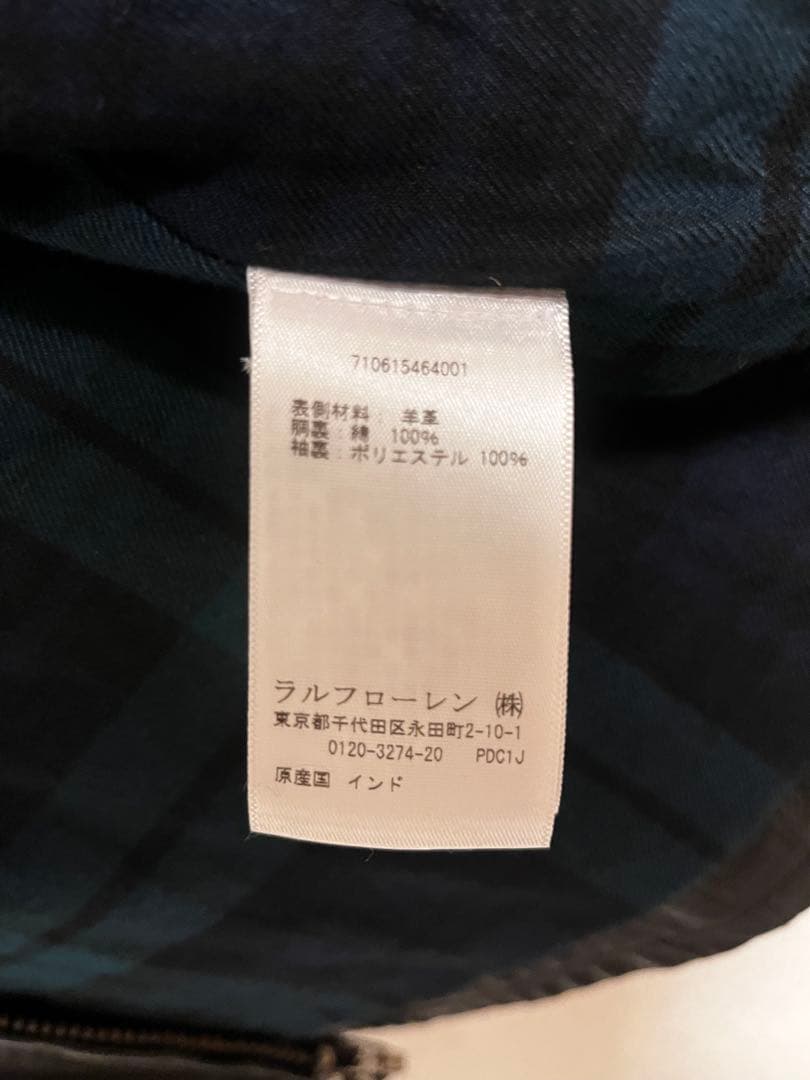 710615464001
表側材料: 羊革
胴裏:綿 100%
袖裏:ポリエステル 100%
ラルフローレン ㈱
東京都千代田区永田町2-10-1
0120-3274-20 PDC1J
原産国 インド